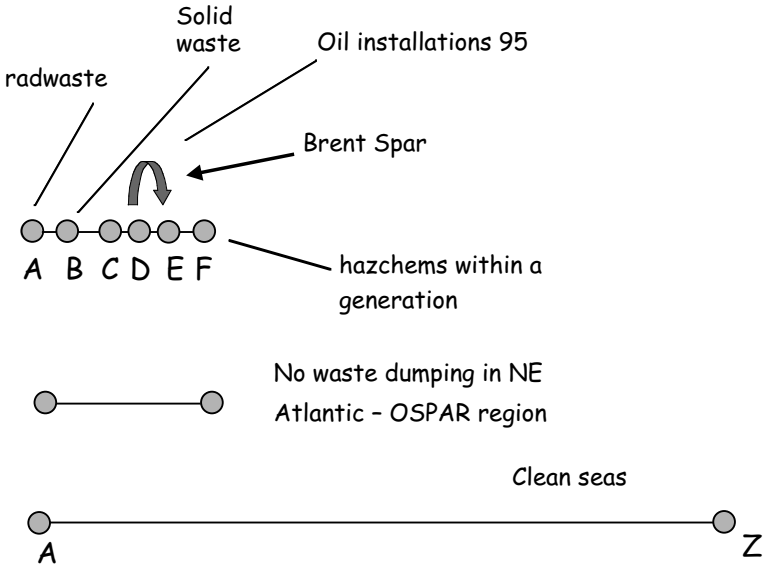 Solid
waste
Oil installations 95
radwaste
Brent Spar
A B C D E F
hazchems within a
generation
No waste dumping in NE
Atlantic – OSPAR region
Clean seas
A
Z